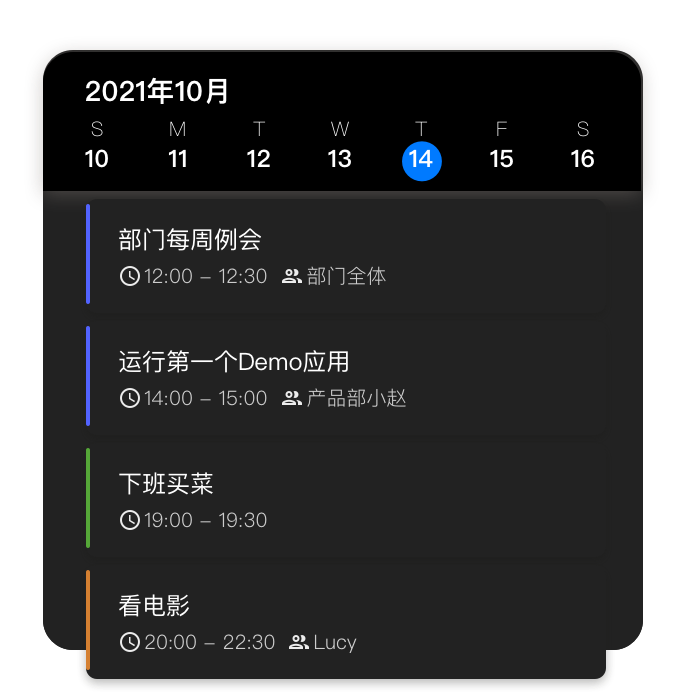 2021年10月
S M T W T F S
10 11 12 13 14 15 16
部门每周例会
12:00 – 12:30 部门全体
运行第一个Demo应用
14:00 – 15:00 产品部小赵
下班买菜
19:00 – 19:30
看电影
20:00 – 22:30 Lucy